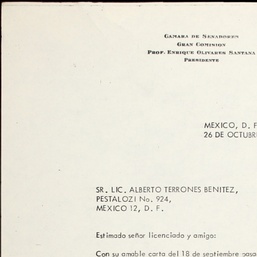 CAMARA DE SENADORES
GRAN COMISION
PROF. ENRIQUE OLIVARES SANTANA
PRESIDENTE
MEXICO, D. F
26 DE OCTUBR
SR. LIC. ALBERTO TERRONES BENITEZ,
PESTALOZI No. 924,
MEXICO 12, D. F.
Estimado señor licenciado y amigo:
Con su amable carta del 18 de septiembre pasa